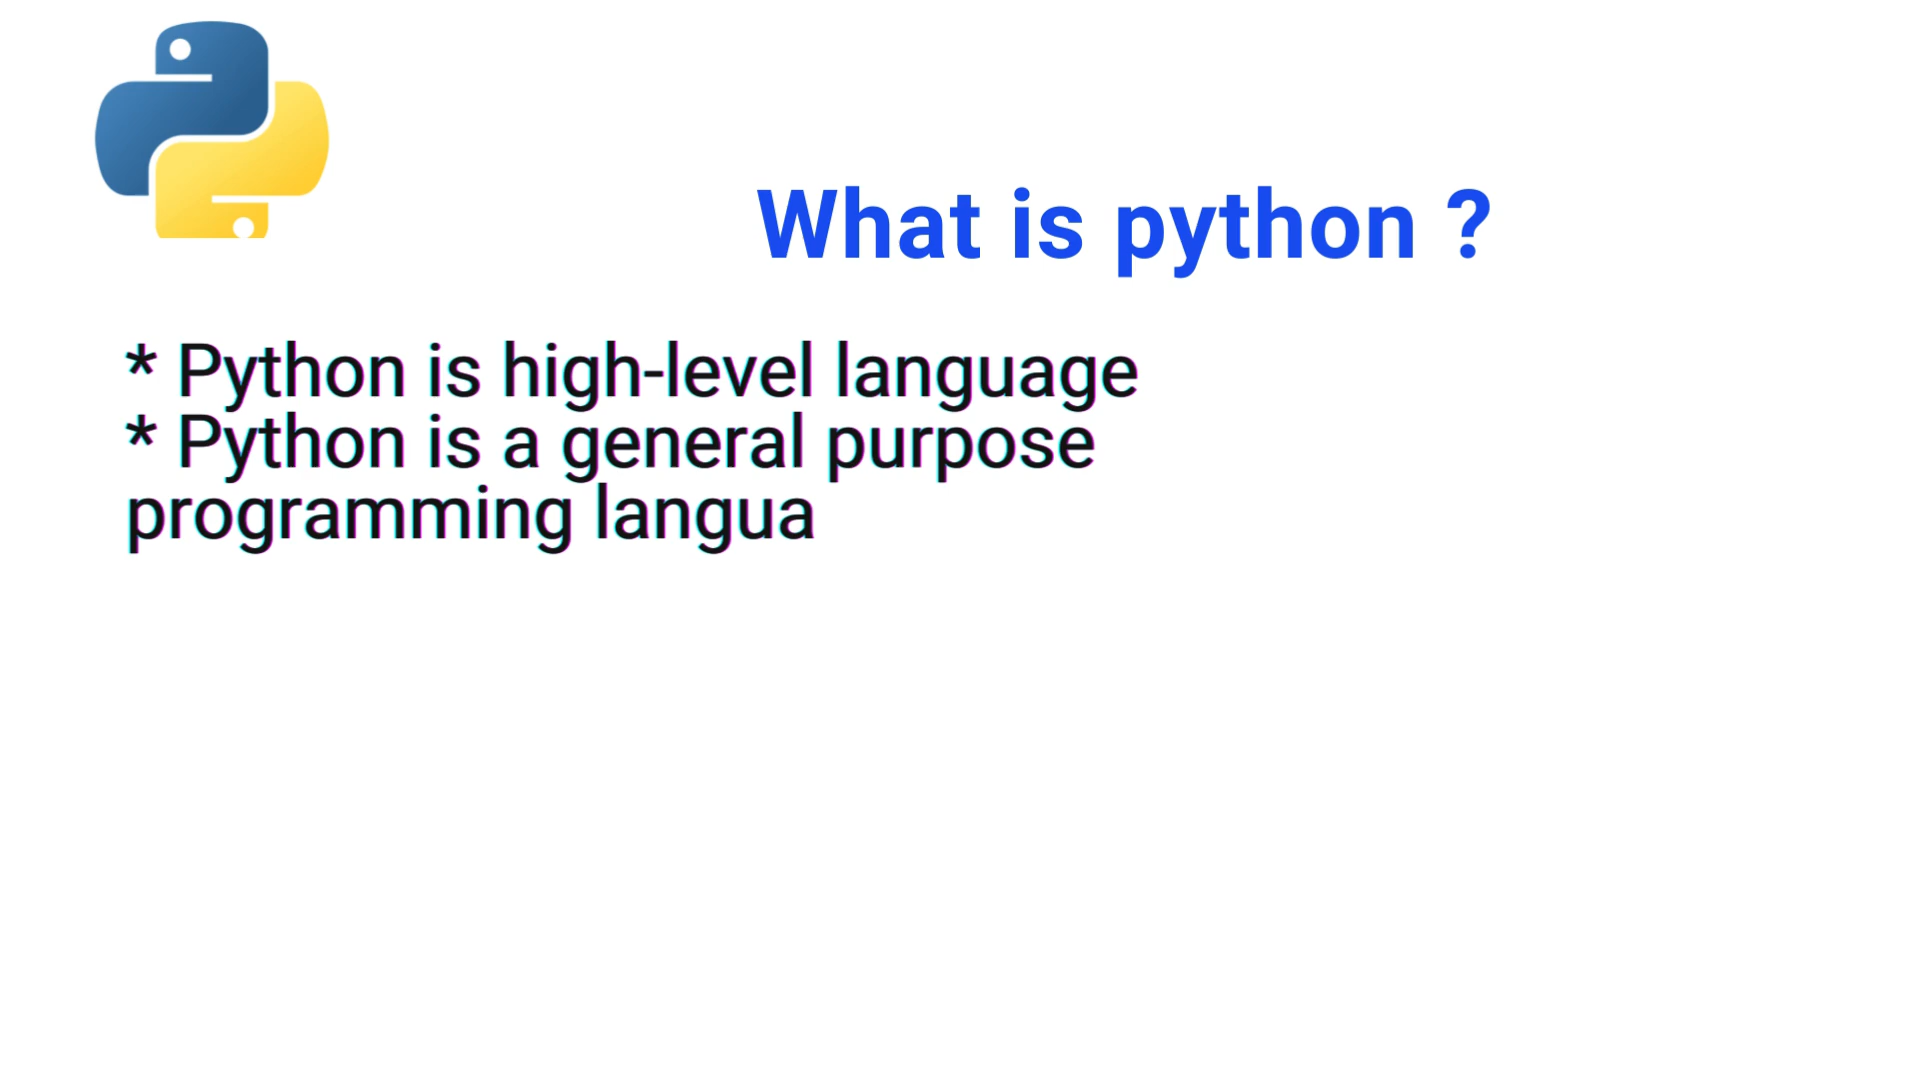 What is python ?
* Python is high-level language
* Python is a general purpose
programming langua